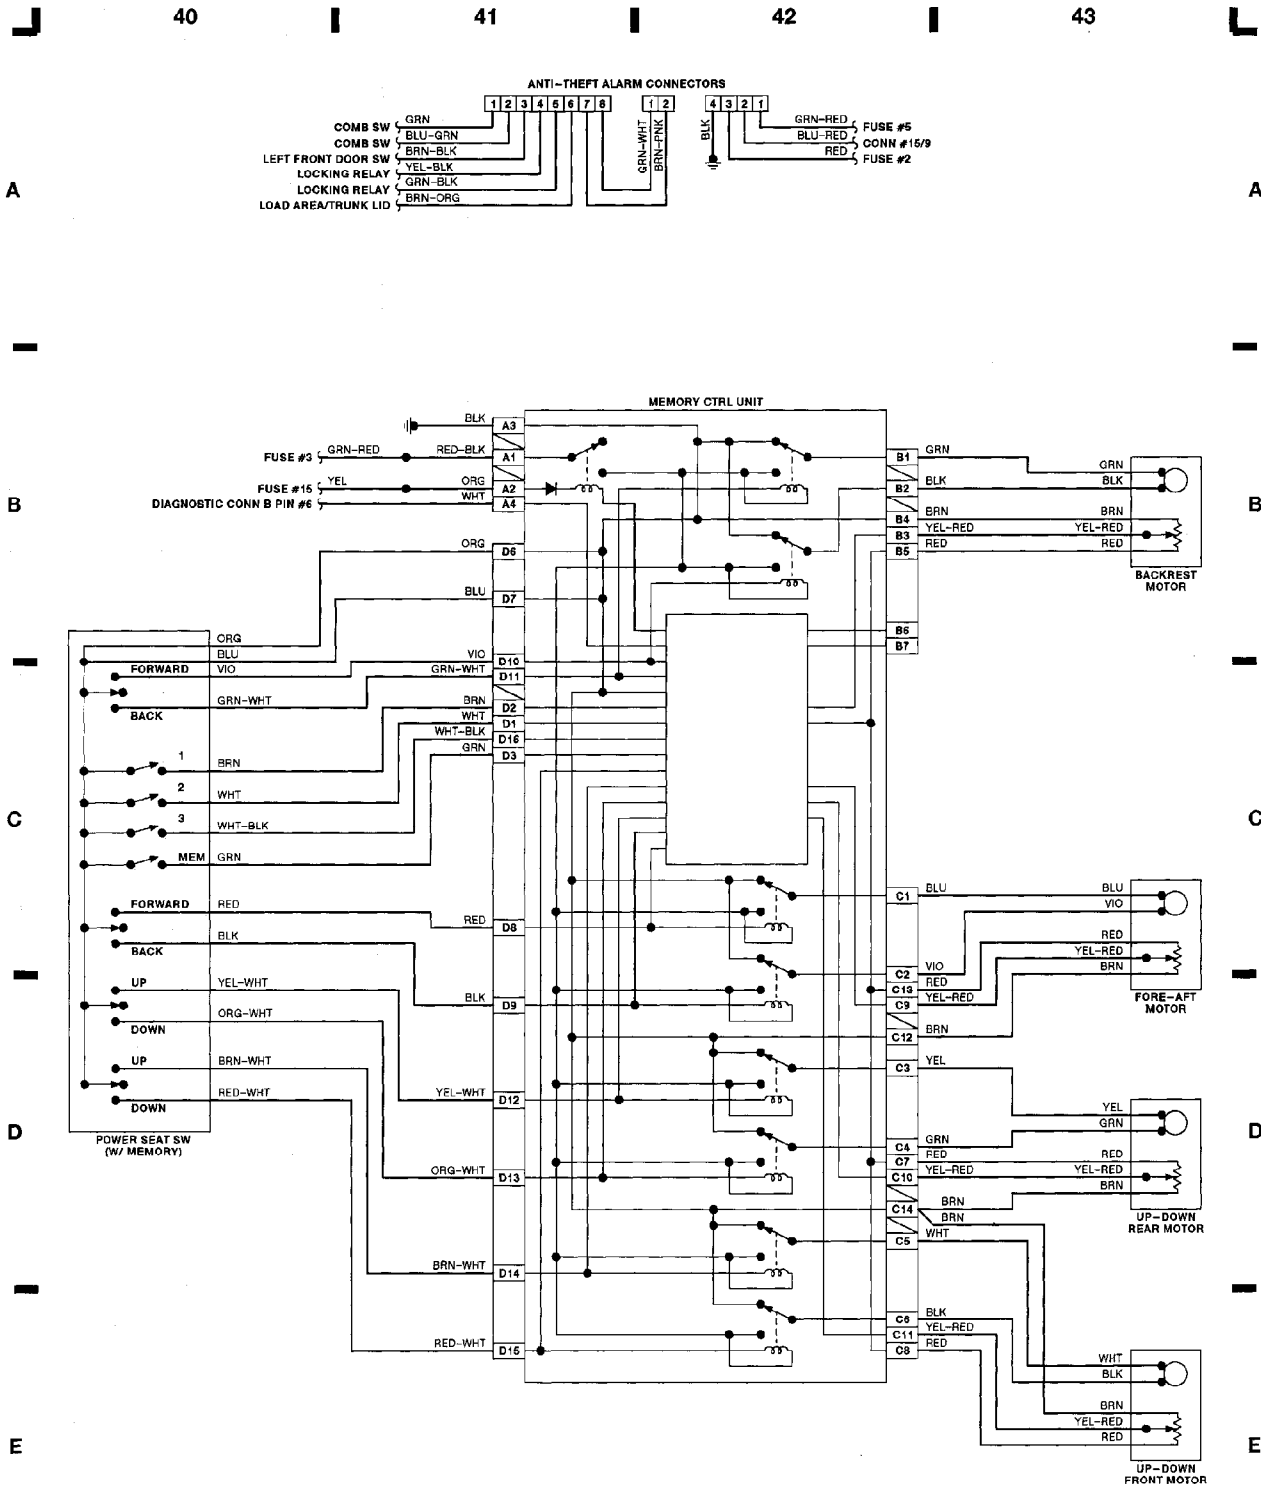 40 41 42 43
ANTI-THEFT ALARM CONNECTORS
1 2 3 4 5 6 7 8 1 2 4 3 2 1
COMB SW GRN
COMB SW BLU-GRN
LEFT FRONT DOOR SW BRN-BLK
LOCKING RELAY YEL-BLK
LOCKING RELAY GRN-BLK
LOAD AREA/TRUNK LID BRN-ORG
GRN-WHT
BRN-PNK
BLK
GRN-RED FUSE #5
BLU-RED CONN #15/9
RED FUSE #2
A A
MEMORY CTRL UNIT
BLK A3
FUSE #3 GRN-RED RED-BLK A1
FUSE #15 YEL ORG A2
DIAGNOSTIC CONN B PIN #6 WHT A4
B B
B1 GRN GRN
B2 BLK BLK
B4 BRN BRN
B3 YEL-RED YEL-RED
B5 RED RED
BACKREST
MOTOR
ORG D6
BLU D7
B6
B7
ORG
BLU
FORWARD VIO
BACK GRN-WHT
VIO D10
GRN-WHT D11
BRN D2
WHT D1
WHT-BLK D16
GRN D3
1 BRN
2 WHT
3 WHT-BLK
MEM GRN
C C
FORWARD RED
BACK BLK
UP YEL-WHT
DOWN ORG-WHT
UP BRN-WHT
DOWN RED-WHT
POWER SEAT SW
(W/ MEMORY)
RED D8
BLK D9
YEL-WHT D12
ORG-WHT D13
BRN-WHT D14
RED-WHT D15
C1 BLU BLU
VIO
RED
YEL-RED
BRN
C2 VIO
C13 RED
C9 YEL-RED
C12 BRN
FORE-AFT
MOTOR
D D
C3 YEL YEL
GRN
C4 GRN
C7 RED RED
C10 YEL-RED YEL-RED
BRN
C14 BRN
BRN
C5 WHT
UP-DOWN
REAR MOTOR
C6 BLK
C11 YEL-RED
C8 RED
WHT
BLK
BRN
YEL-RED
RED
UP-DOWN
FRONT MOTOR
E E